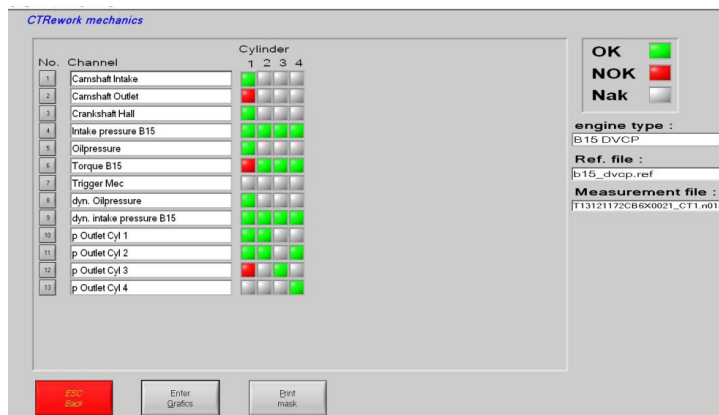 CTRework mechanics
Cylinder
No. Channel 1 2 3 4
1 Camshaft Intake
2 Camshaft Outlet
3 Crankshaft Hall
4 Intake pressure B15
5 Oilpressure
6 Torque B15
7 Trigger Mec
8 dyn. Oilpressure
9 dyn. intake pressure B15
10 p Outlet Cyl 1
11 p Outlet Cyl 2
12 p Outlet Cyl 3
13 p Outlet Cyl 4
OK
NOK
Nak
engine type :
B15 DVCP
Ref. file :
b15_dvcp.ref
Measurement file :
T13121172CB6X0021_CT1.n01
ESC
Back
Enter
Grafics
Print
mask